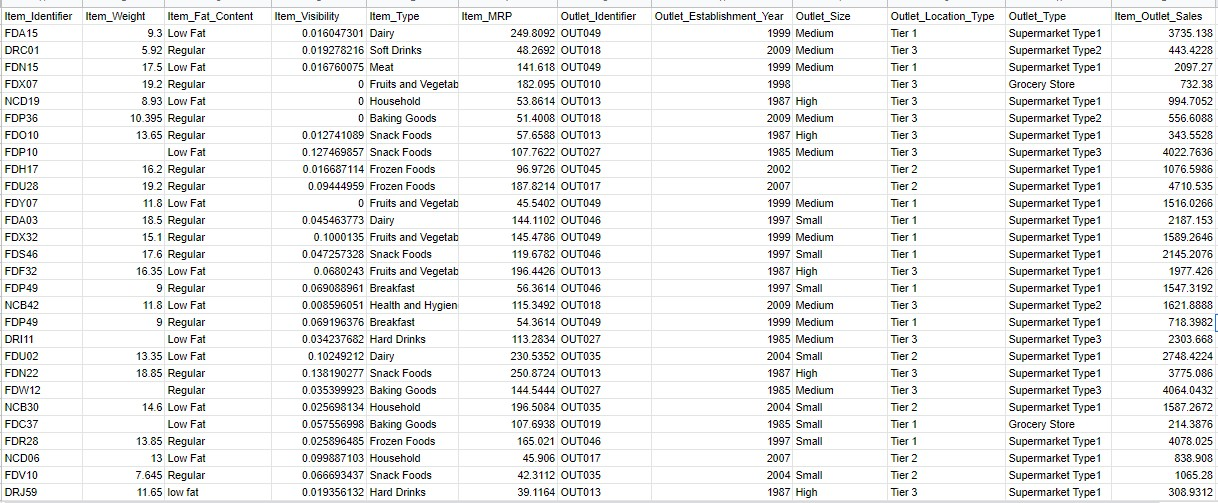 Item_Identifier Item_Weight Item_Fat_Content Item_Visibility Item_Type Item_MRP Outlet_Identifier Outlet_Establishment_Year Outlet_Size Outlet_Location_Type Outlet_Type Item_Outlet_Sales
FDA15 9.3 Low Fat 0.016047301 Dairy 249.8092 OUT049 1999 Medium Tier 1 Supermarket Type1 3735.138
DRC01 5.92 Regular 0.019278216 Soft Drinks 48.2692 OUT018 2009 Medium Tier 3 Supermarket Type2 443.4228
FDN15 17.5 Low Fat 0.016760075 Meat 141.618 OUT049 1999 Medium Tier 1 Supermarket Type1 2097.27
FDX07 19.2 Regular 0 Fruits and Vegetab 182.095 OUT010 1998 Tier 3 Grocery Store 732.38
NCD19 8.93 Low Fat 0 Household 53.8614 OUT013 1987 High Tier 3 Supermarket Type1 994.7052
FDP36 10.395 Regular 0 Baking Goods 51.4008 OUT018 2009 Medium Tier 3 Supermarket Type2 556.6088
FDO10 13.65 Regular 0.012741089 Snack Foods 57.6588 OUT013 1987 High Tier 3 Supermarket Type1 343.5528
FDP10 Low Fat 0.127469857 Snack Foods 107.7622 OUT027 1985 Medium Tier 3 Supermarket Type3 4022.7636
FDH17 16.2 Regular 0.016687114 Frozen Foods 96.9726 OUT045 2002 Tier 2 Supermarket Type1 1076.5986
FDU28 19.2 Regular 0.09444959 Frozen Foods 187.8214 OUT017 2007 Tier 2 Supermarket Type1 4710.535
FDY07 11.8 Low Fat 0 Fruits and Vegetab 45.5402 OUT049 1999 Medium Tier 1 Supermarket Type1 1516.0266
FDA03 18.5 Regular 0.045463773 Dairy 144.1102 OUT046 1997 Small Tier 1 Supermarket Type1 2187.153
FDX32 15.1 Regular 0.1000135 Fruits and Vegetab 145.4786 OUT049 1999 Medium Tier 1 Supermarket Type1 1589.2646
FDS46 17.6 Regular 0.047257328 Snack Foods 119.6782 OUT046 1997 Small Tier 1 Supermarket Type1 2145.2076
FDF32 16.35 Low Fat 0.0680243 Fruits and Vegetab 196.4426 OUT013 1987 High Tier 3 Supermarket Type1 1977.426
FDP49 9 Regular 0.069088961 Breakfast 56.3614 OUT046 1997 Small Tier 1 Supermarket Type1 1547.3192
NCB42 11.8 Low Fat 0.008596051 Health and Hygien 115.3492 OUT018 2009 Medium Tier 3 Supermarket Type2 1621.8888
FDP49 9 Regular 0.069196376 Breakfast 54.3614 OUT049 1999 Medium Tier 1 Supermarket Type1 718.3982
DRI11 Low Fat 0.034237682 Hard Drinks 113.2834 OUT027 1985 Medium Tier 3 Supermarket Type3 2303.668
FDU02 13.35 Low Fat 0.10249212 Dairy 230.5352 OUT035 2004 Small Tier 2 Supermarket Type1 2748.4224
FDN22 18.85 Regular 0.138190277 Snack Foods 250.8724 OUT013 1987 High Tier 3 Supermarket Type1 3775.086
FDW12 Regular 0.035399923 Baking Goods 144.5444 OUT027 1985 Medium Tier 3 Supermarket Type3 4064.0432
NCB30 14.6 Low Fat 0.025698134 Household 196.5084 OUT035 2004 Small Tier 2 Supermarket Type1 1587.2672
FDC37 Low Fat 0.057556998 Baking Goods 107.6938 OUT019 1985 Small Tier 1 Grocery Store 214.3876
FDR28 13.85 Regular 0.025896485 Frozen Foods 165.021 OUT046 1997 Small Tier 1 Supermarket Type1 4078.025
NCD06 13 Low Fat 0.099887103 Household 45.906 OUT017 2007 Tier 2 Supermarket Type1 838.908
FDV10 7.645 Regular 0.066693437 Snack Foods 42.3112 OUT035 2004 Small Tier 2 Supermarket Type1 1065.28
DRJ59 11.65 low fat 0.019356132 Hard Drinks 39.1164 OUT013 1987 High Tier 3 Supermarket Type1 308.9312